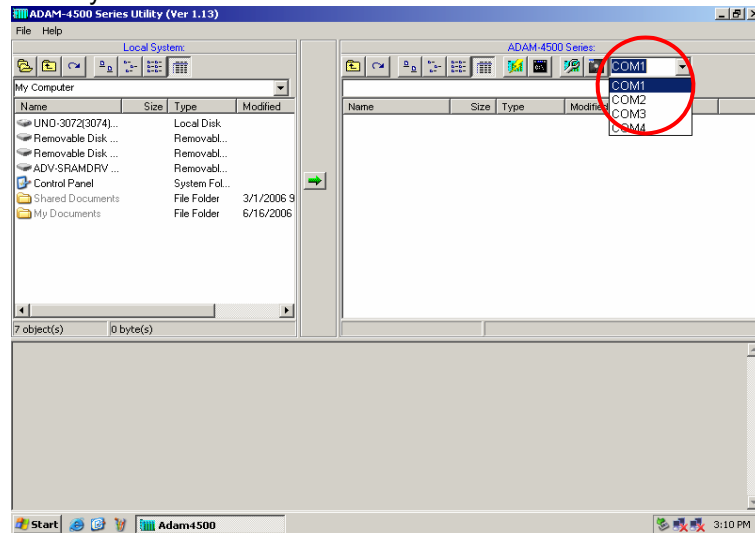 ADAM-4500 Series Utility (Ver 1.13)
File Help
Local System:
ADAM-4500 Series:
COM1
My Computer
COM1
COM2
COM3
COM4
Name Size Type Modified
Name Size Type Modified
UNO-3072(3074)... Local Disk
Removable Disk ... Removabl...
Removable Disk ... Removabl...
ADV-SRAMDRV ... Removabl...
Control Panel System Fol...
Shared Documents File Folder 3/1/2006 9
My Documents File Folder 6/16/2006
7 object(s) 0 byte(s)
Start Adam4500 3:10 PM